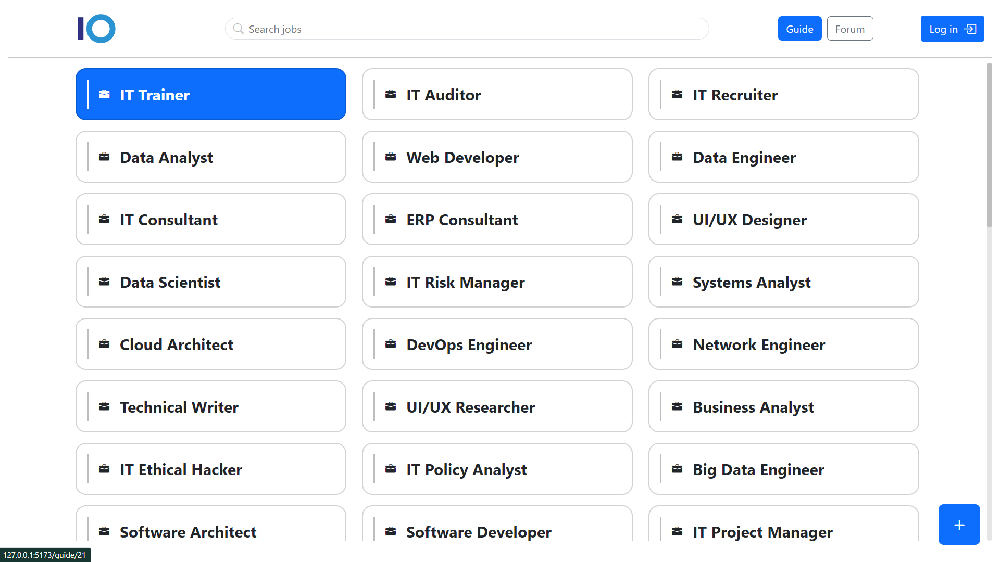 IO
Search jobs
Guide
Forum
Log in
IT Trainer
IT Auditor
IT Recruiter
Data Analyst
Web Developer
Data Engineer
IT Consultant
ERP Consultant
UI/UX Designer
Data Scientist
IT Risk Manager
Systems Analyst
Cloud Architect
DevOps Engineer
Network Engineer
Technical Writer
UI/UX Researcher
Business Analyst
IT Ethical Hacker
IT Policy Analyst
Big Data Engineer
Software Architect
Software Developer
IT Project Manager
+
127.0.0.1:5173/guide/21